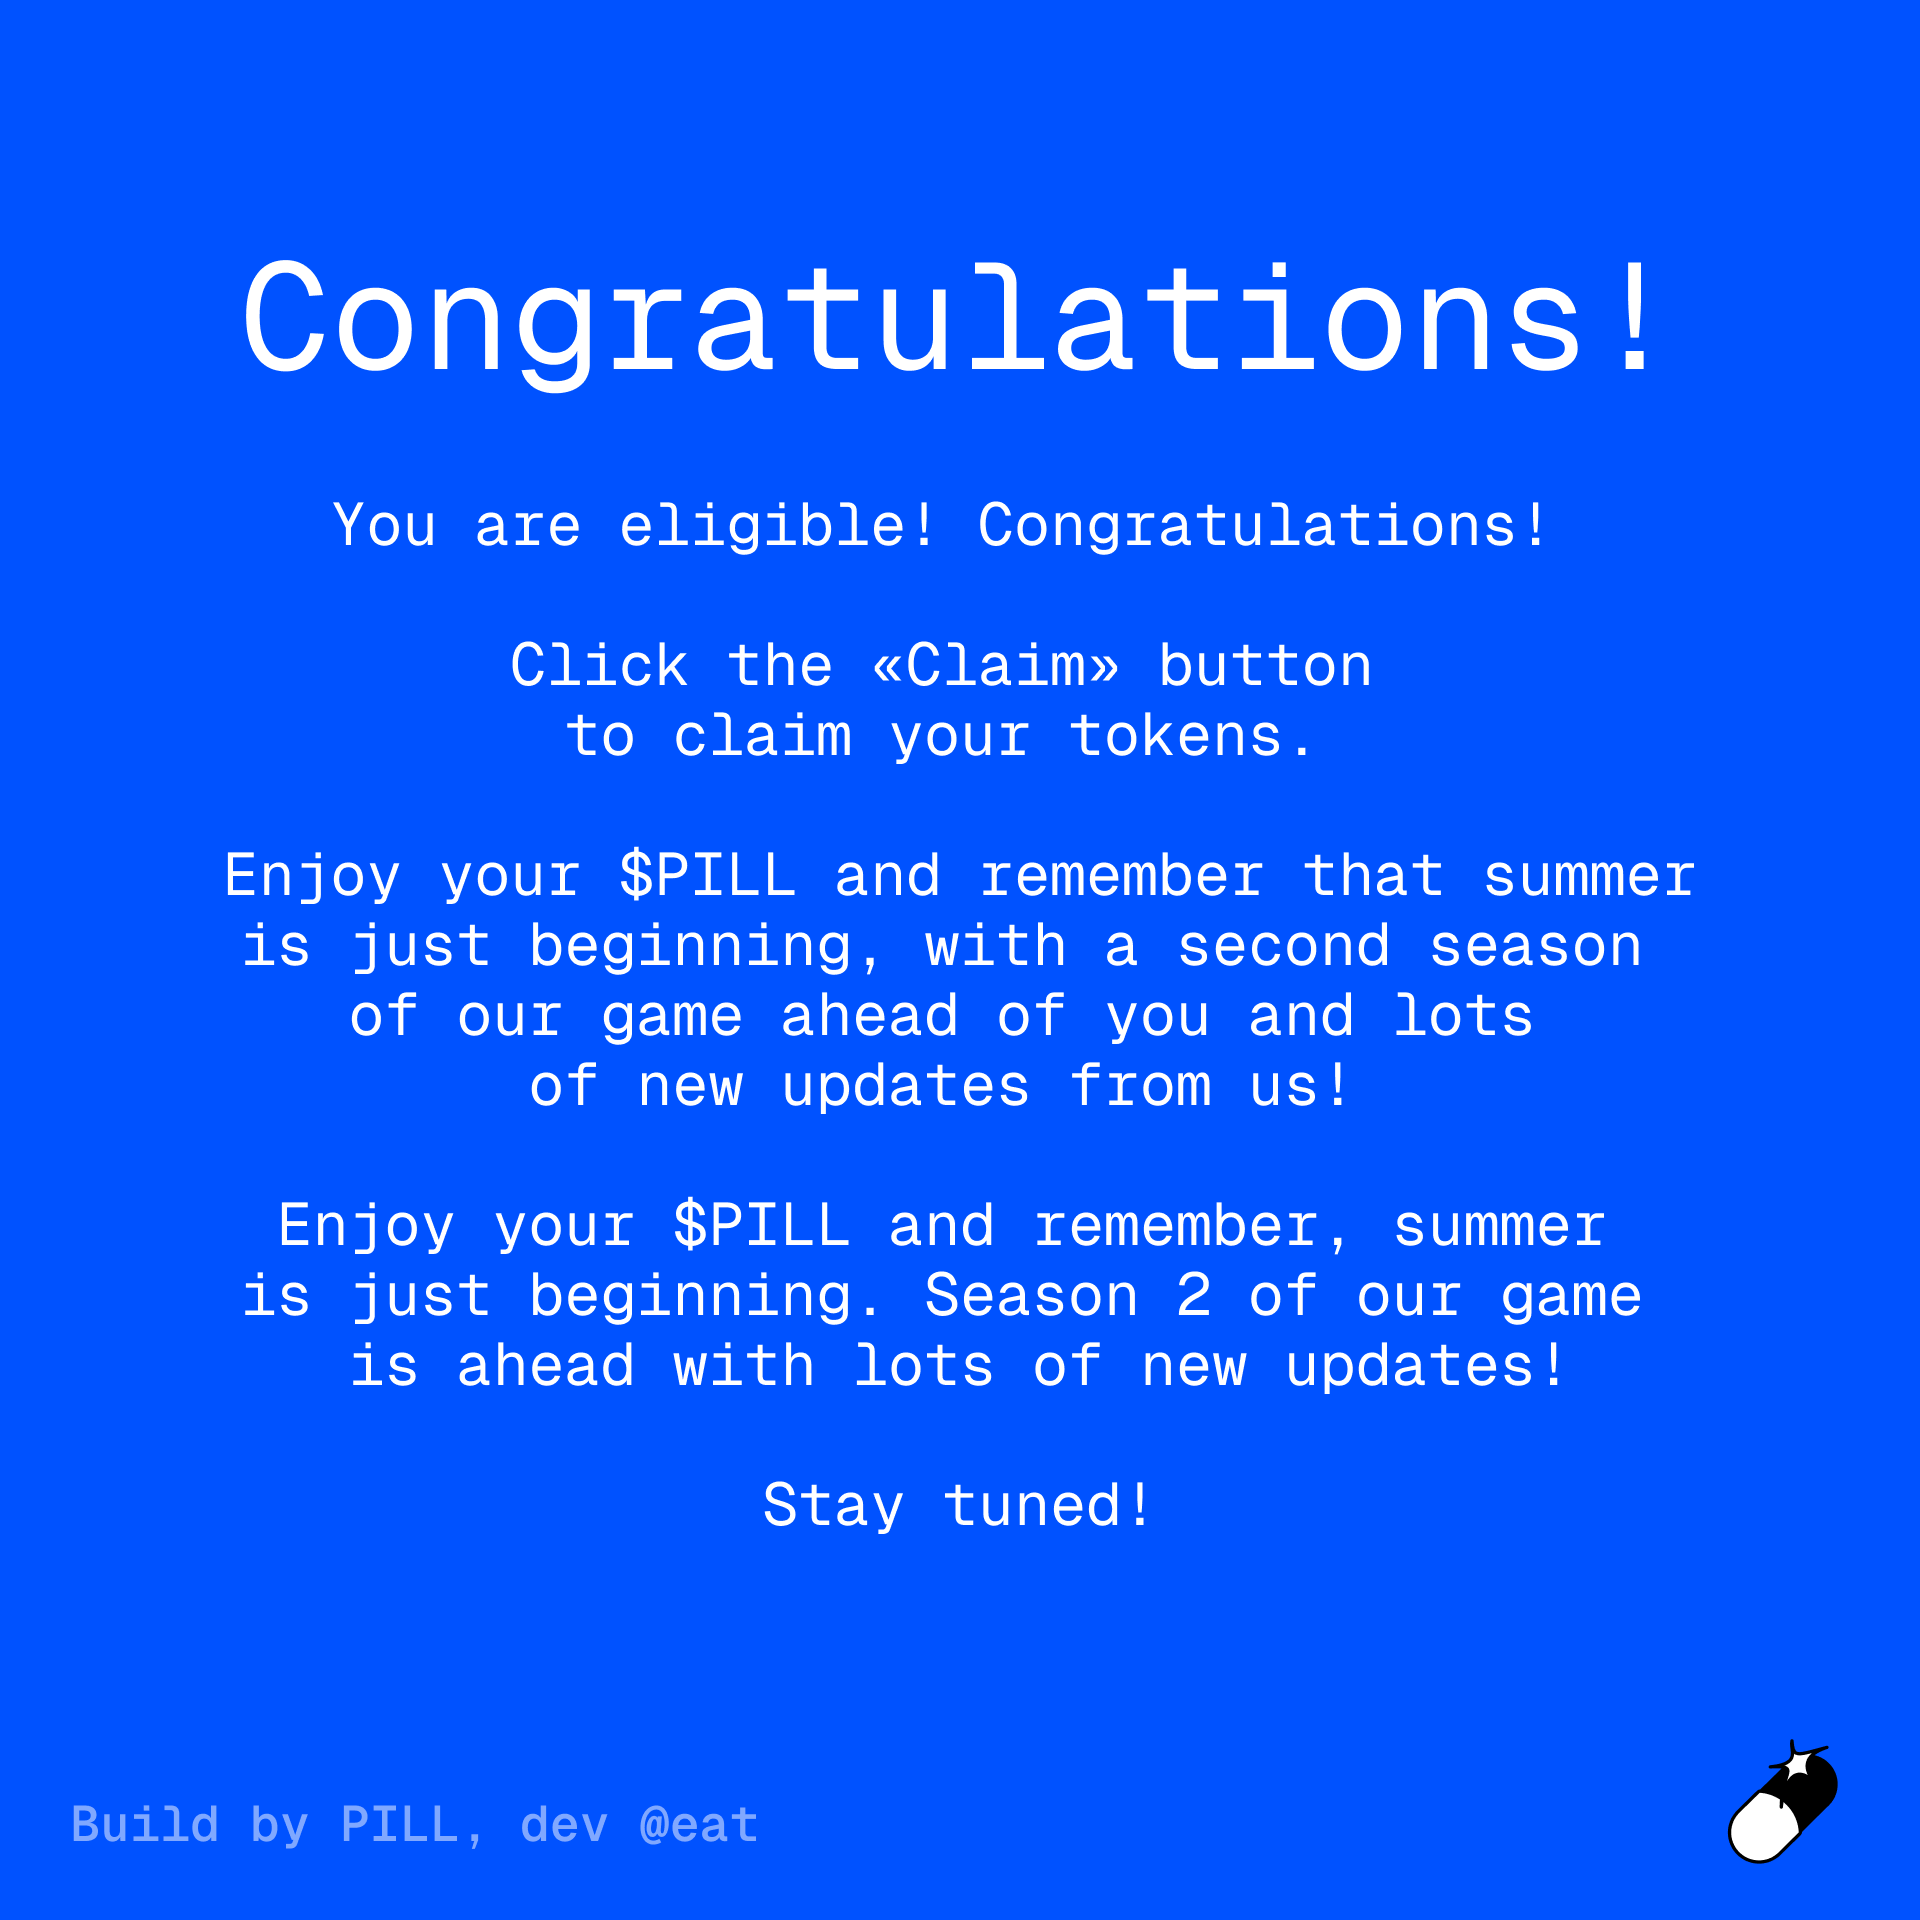 Congratulations!
You are eligible! Congratulations!
Click the «Claim» button
to claim your tokens.
Enjoy your $PILL and remember that summer
is just beginning, with a second season
of our game ahead of you and lots
of new updates from us!
Enjoy your $PILL and remember, summer
is just beginning. Season 2 of our game
is ahead with lots of new updates!
Stay tuned!
Build by PILL, dev @eat